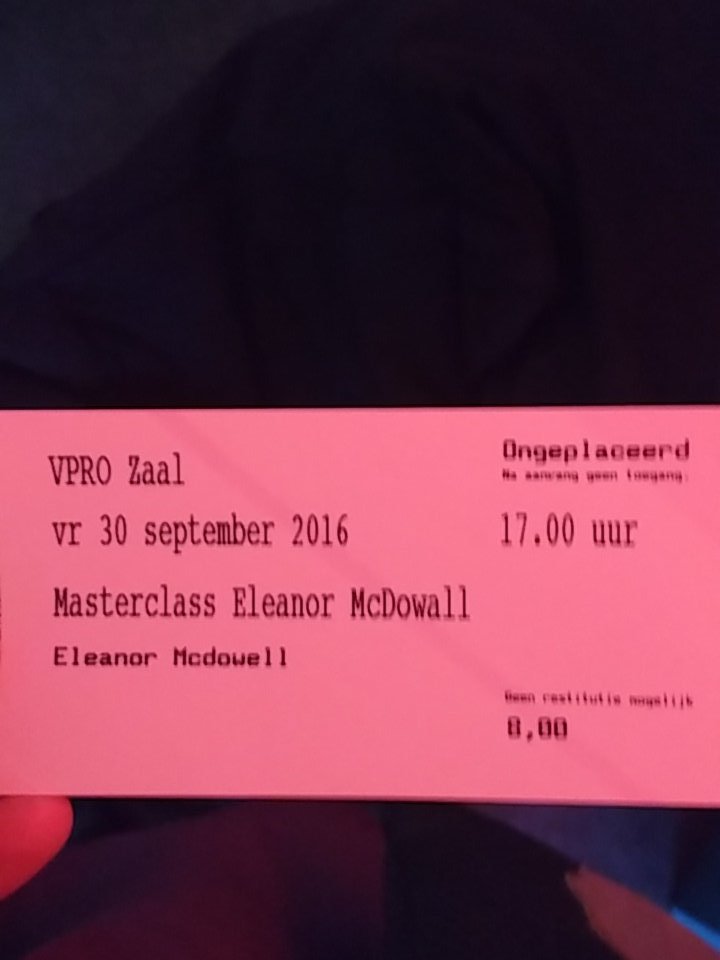 VPRO Zaal
Ongeplaceerd
Na aanvang geen toegang.
vr 30 september 2016
17.00 uur
Masterclass Eleanor McDowall
Eleanor Mcdowell
Geen restitutie mogelijk
8,00